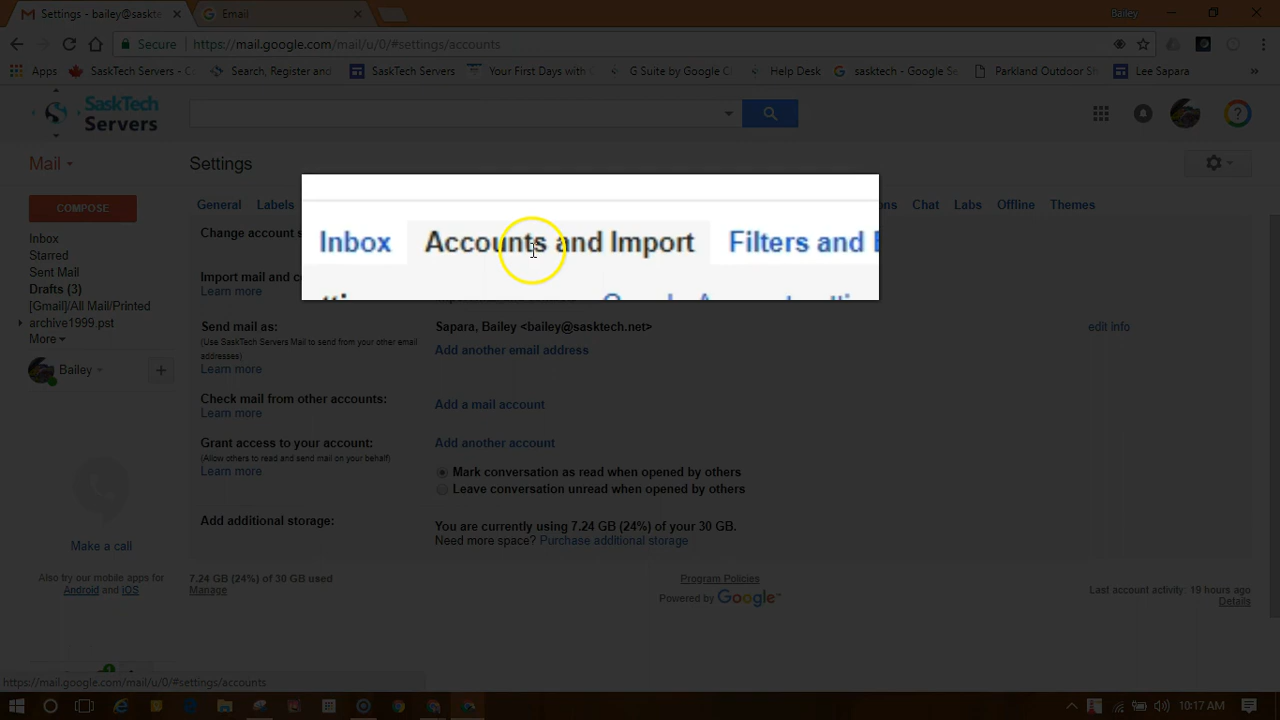 Settings - bailey@saskte
Email
Bailey
Secure
https://mail.google.com/mail/u/0/#settings/accounts
Apps
SaskTech Servers - C
Search, Register and
SaskTech Servers
Your First Days with
G Suite by Google C
Help Desk
sasktech - Google Se
Parkland Outdoor Sh
Lee Sapara
»
SaskTech
Servers
Mail
Settings
COMPOSE
General
Labels
Chat
Labs
Offline
Themes
Inbox
Accounts and Import
Filters and
Inbox
Starred
Sent Mail
Drafts (3)
[Gmail]/All Mail/Printed
archive1999.pst
More
Bailey
Change account s
Import mail and c
Learn more
Send mail as:
(Use SaskTech Servers Mail to send from your other email
addresses)
Learn more
Sapara, Bailey <bailey@sasktech.net>
edit info
Add another email address
Check mail from other accounts:
Learn more
Add a mail account
Grant access to your account:
(Allow others to read and send mail on your behalf)
Learn more
Add another account
Mark conversation as read when opened by others
Leave conversation unread when opened by others
Add additional storage:
You are currently using 7.24 GB (24%) of your 30 GB.
Need more space? Purchase additional storage
Make a call
Also try our mobile apps for
Android and iOS
7.24 GB (24%) of 30 GB used
Manage
Program Policies
Powered by Google™
Last account activity: 19 hours ago
Details
https://mail.google.com/mail/u/0/#settings/accounts
10:17 AM